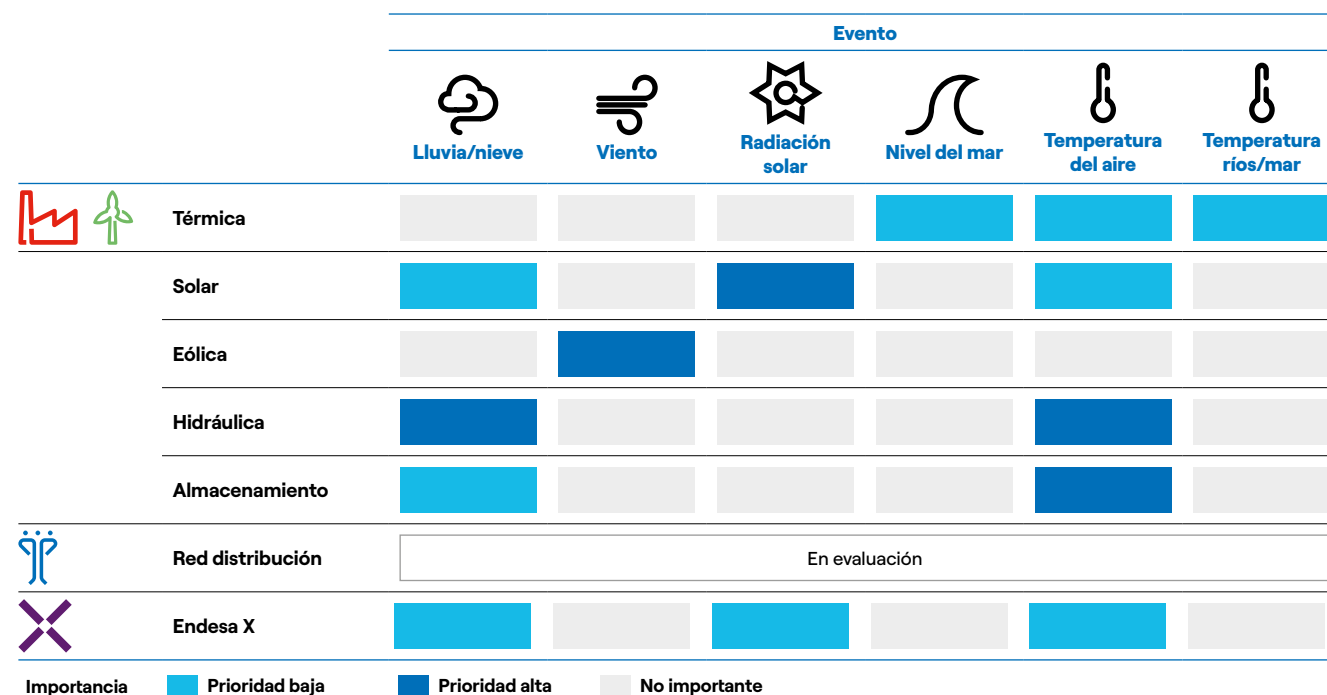 Evento
Lluvia/nieve
Viento
Radiación
solar
Nivel del mar
Temperatura
del aire
Temperatura
ríos/mar
Térmica
Solar
Eólica
Hidráulica
Almacenamiento
Red distribución
En evaluación
Endesa X
Importancia
Prioridad baja
Prioridad alta
No importante